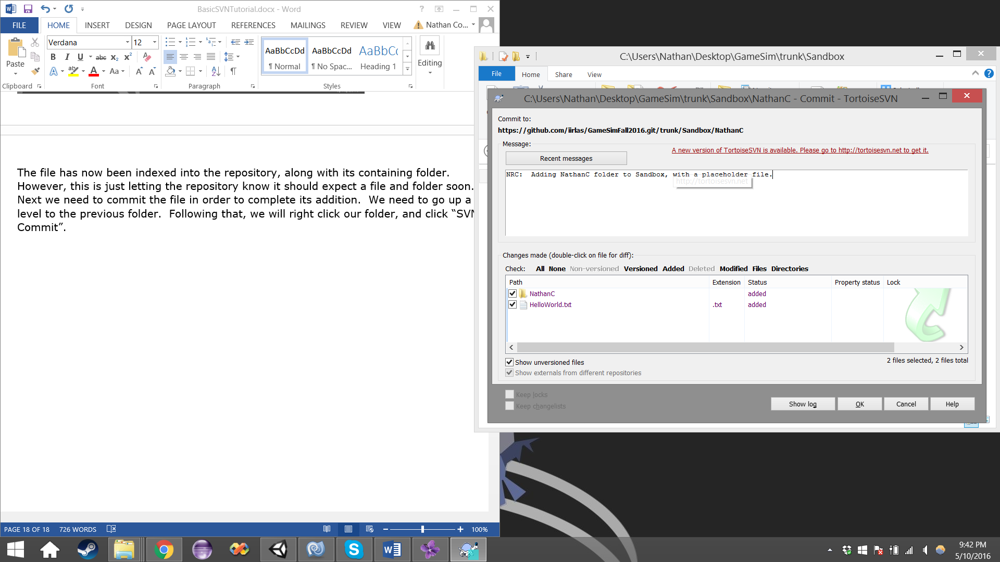 BasicSVNTutorial.docx - Word
FILE HOME INSERT DESIGN PAGE LAYOUT REFERENCES MAILINGS REVIEW VIEW Nathan Co...
Paste
Verdana 12
AaBbCcDd AaBbCcDd AaBbCc
¶ Normal ¶ No Spac... Heading 1
Editing
Clipboard Font Paragraph Styles
The file has now been indexed into the repository, along with its containing folder.
However, this is just letting the repository know it should expect a file and folder soon.
Next we need to commit the file in order to complete its addition.  We need to go up a
level to the previous folder.  Following that, we will right click our folder, and click “SVN
Commit”.
PAGE 18 OF 18 726 WORDS 100%
C:\Users\Nathan\Desktop\GameSim\trunk\Sandbox
File Home Share View
C:\Users\Nathan\Desktop\GameSim\trunk\Sandbox\NathanC - Commit - TortoiseSVN
Commit to:
https://github.com/iirlas/GameSimFall2016.git/trunk/Sandbox/NathanC
Message:
Recent messages
A new version of TortoiseSVN is available. Please go to http://tortoisesvn.net to get it.
NRC:  Adding NathanC folder to Sandbox, with a placeholder file.
http://tortoisesvn.net
Changes made (double-click on file for diff):
Check: All None Non-versioned Versioned Added Deleted Modified Files Directories
Path Extension Status Property status Lock
NathanC added
HelloWorld.txt .txt added
Show unversioned files
2 files selected, 2 files total
Show externals from different repositories
Keep locks
Keep changelists
Show log OK Cancel Help
9:42 PM
5/10/2016